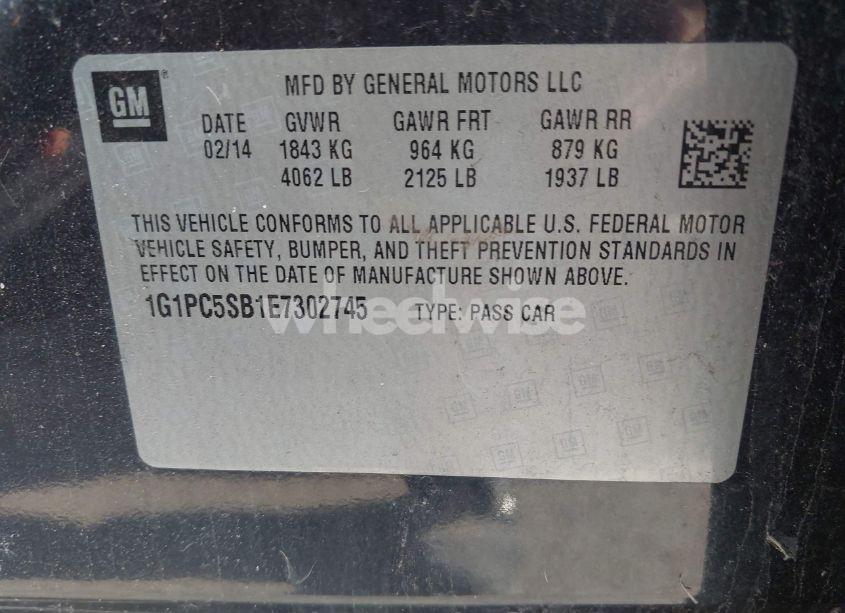 GM
MFD BY GENERAL MOTORS LLC
DATE GVWR GAWR FRT GAWR RR
02/14 1843 KG 964 KG 879 KG
4062 LB 2125 LB 1937 LB
THIS VEHICLE CONFORMS TO ALL APPLICABLE U.S. FEDERAL MOTOR
VEHICLE SAFETY, BUMPER, AND THEFT PREVENTION STANDARDS IN
EFFECT ON THE DATE OF MANUFACTURE SHOWN ABOVE.
1G1PC5SB1E7302745 TYPE: PASS CAR
wheelwise